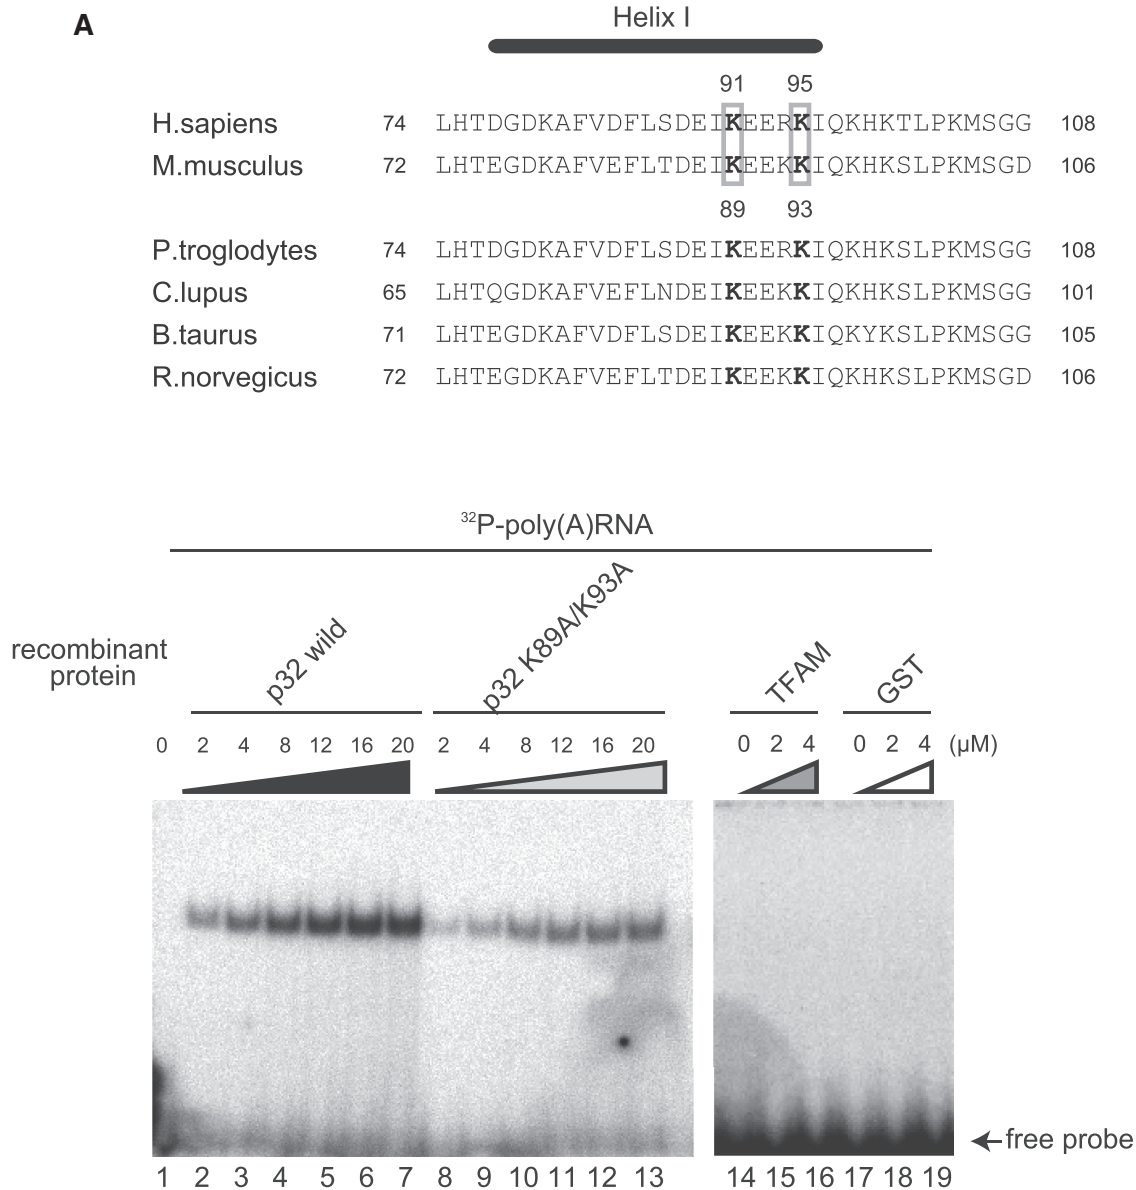 A
Helix I
91 95
H.sapiens 74 LHTDGDKAFVDFLSDEIKEERKIQKHKTLPKMSGG 108
M.musculus 72 LHTEGDKAFVEFLTDEIKEEKKIQKHKSLPKMSGD 106
89 93
P.troglodytes 74 LHTDGDKAFVDFLSDEIKEERKIQKHKSLPKMSGG 108
C.lupus 65 LHTQGDKAFVEFLNDEIKEEKKIQKHKSLPKMSGG 101
B.taurus 71 LHTEGDKAFVDFLSDEIKEEKKIQKYKSLPKMSGG 105
R.norvegicus 72 LHTEGDKAFVEFLTDEIKEEKKIQKHKSLPKMSGD 106
32P-poly(A)RNA
recombinant
protein
p32 wild
p32 K89A/K93A
TFAM
GST
0 2 4 8 12 16 20 2 4 8 12 16 20 0 2 4 0 2 4 (μM)
free probe
1 2 3 4 5 6 7 8 9 10 11 12 13 14 15 16 17 18 19